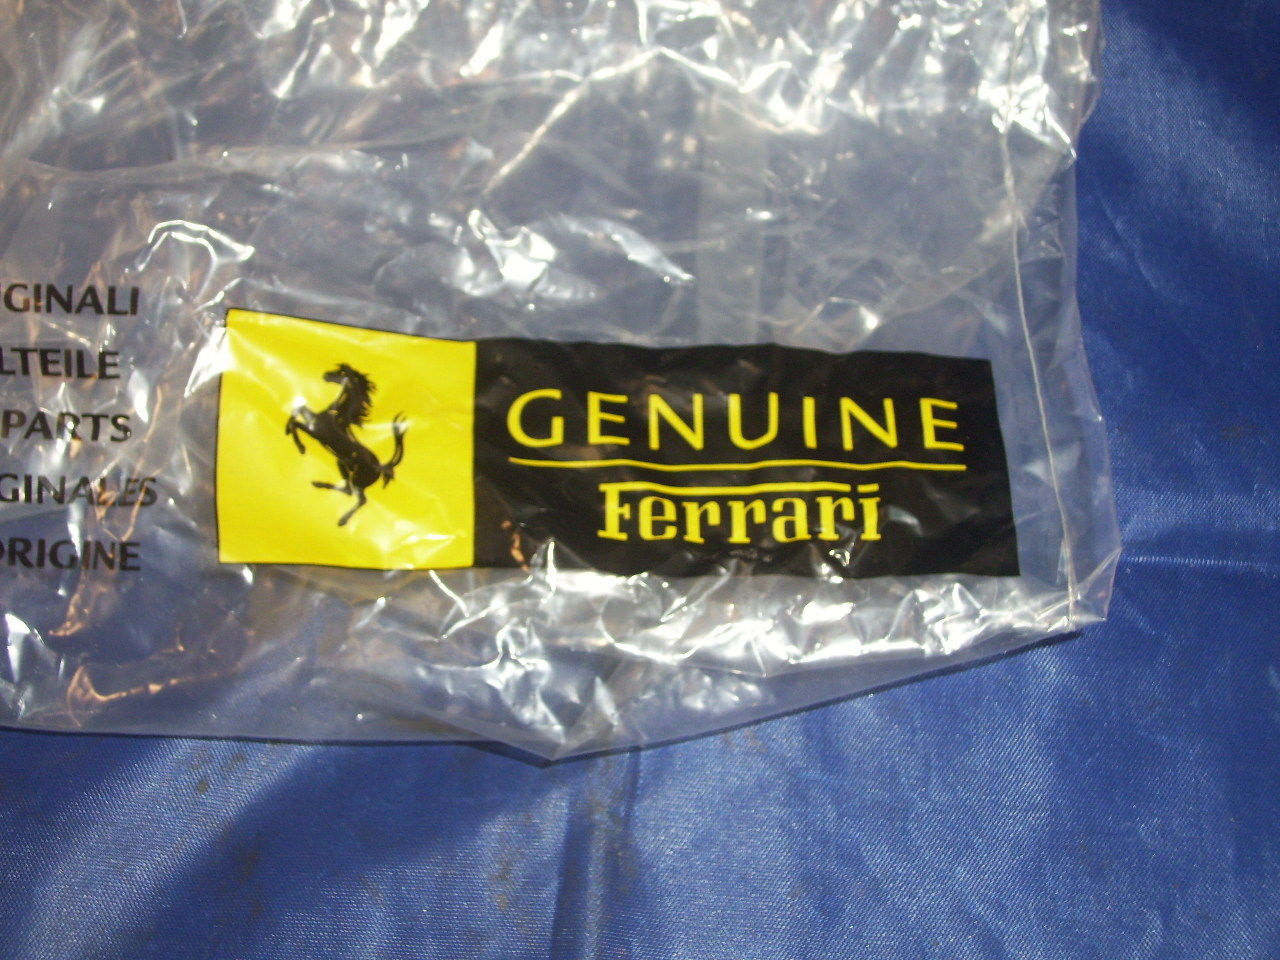 GINALI
LTEILE
PARTS
GINALES
ORIGINE
GENUINE
Ferrari